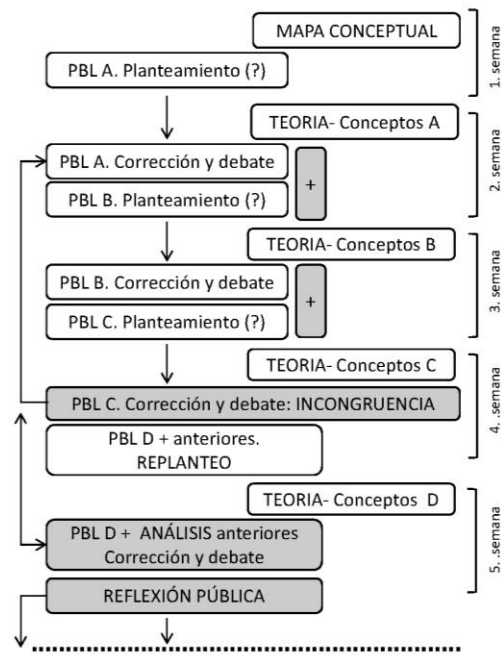 MAPA CONCEPTUAL
PBL A. Planteamiento (?)
1. semana
TEORIA- Conceptos A
PBL A. Corrección y debate
+
PBL B. Planteamiento (?)
2. semana
TEORIA- Conceptos B
PBL B. Corrección y debate
+
PBL C. Planteamiento (?)
3. semana
TEORIA- Conceptos C
PBL C. Corrección y debate: INCONGRUENCIA
PBL D + anteriores.
REPLANTEO
4. .semana
TEORIA- Conceptos D
PBL D + ANÁLISIS anteriores
Corrección y debate
REFLEXIÓN PÚBLICA
5. .semana